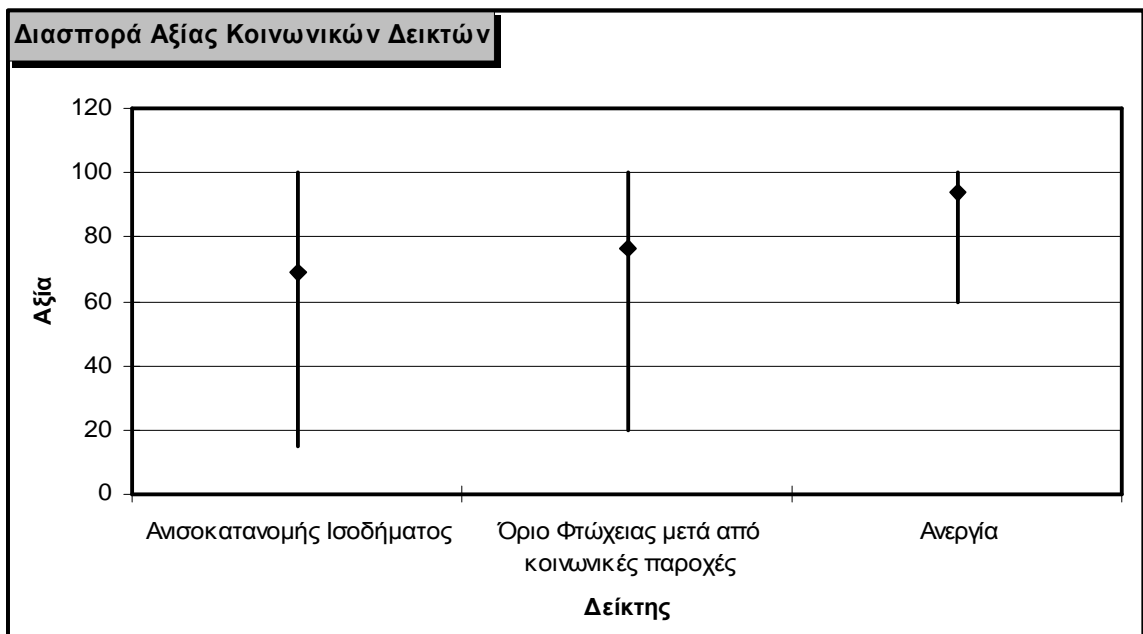 Διασπορά Αξίας Κοινωνικών Δεικτών
120
100
80
60
40
20
0
Αξία
Ανισοκατανομής Ισοδήματος
Όριο Φτώχειας μετά από
κοινωνικές παροχές
Ανεργία
Δείκτης